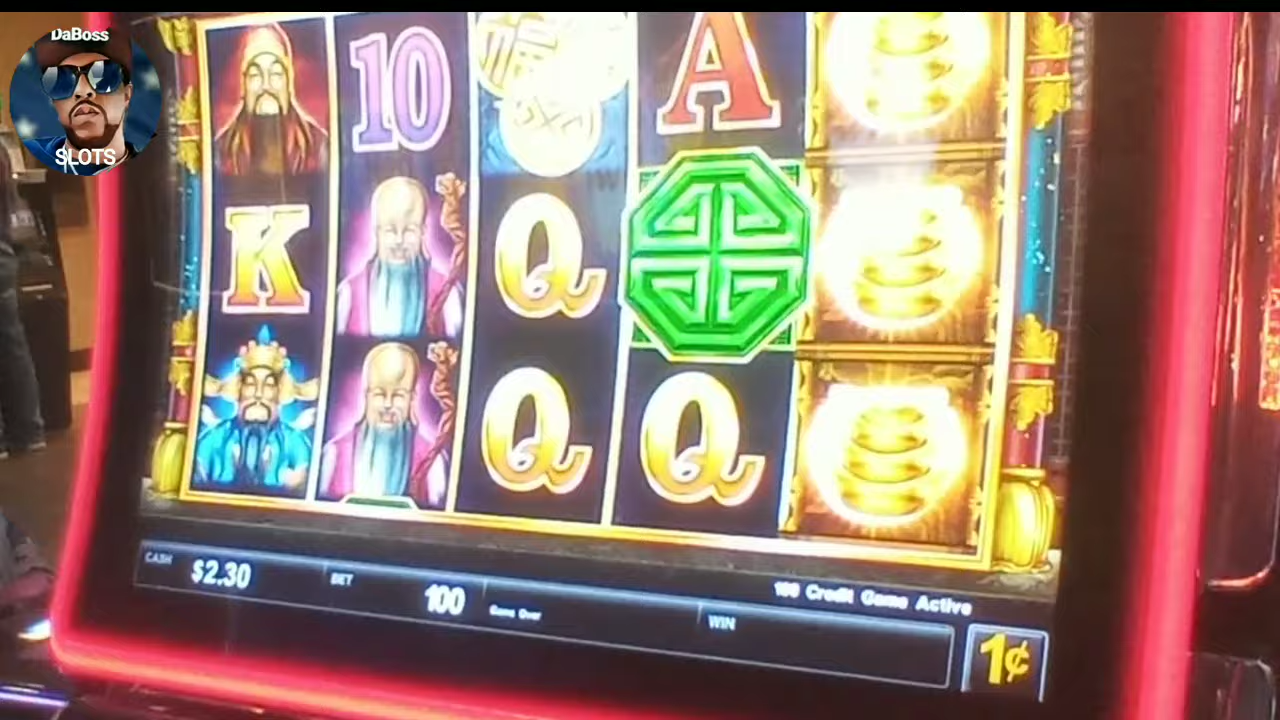 DaBoss
SLOTS
10
A
K
Q
Q
Q
CASH
$2.30
BET
100
Game Over
100 Credit Game Active
WIN
1¢